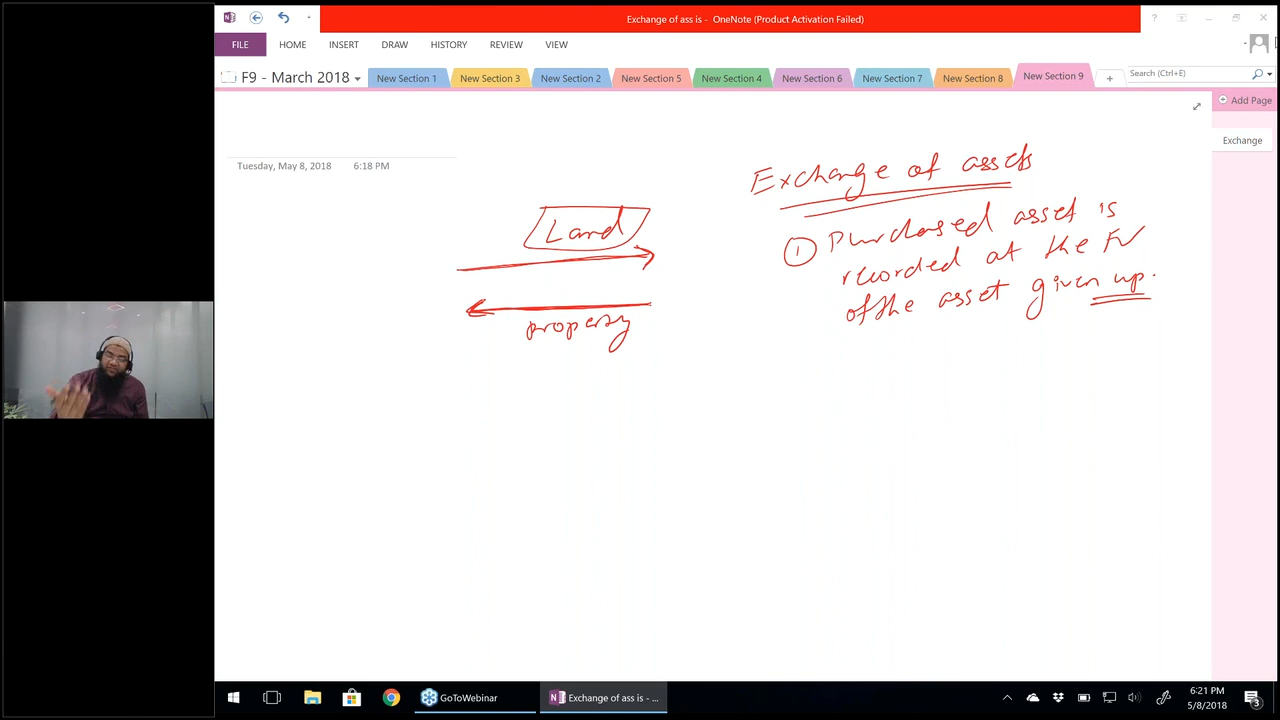 Exchange of ass is - OneNote (Product Activation Failed)
?
FILE
HOME
INSERT
DRAW
HISTORY
REVIEW
VIEW
F9 - March 2018
New Section 1
New Section 3
New Section 2
New Section 5
New Section 4
New Section 6
New Section 7
New Section 8
New Section 9
+
Search (Ctrl+E)
Add Page
Exchange
Tuesday, May 8, 2018 6:18 PM
Land
property
Exchange of assets
① Purchased asset is
recorded at the FV
of the asset given up.
GoToWebinar
Exchange of ass is - ...
6:21 PM
5/8/2018
3